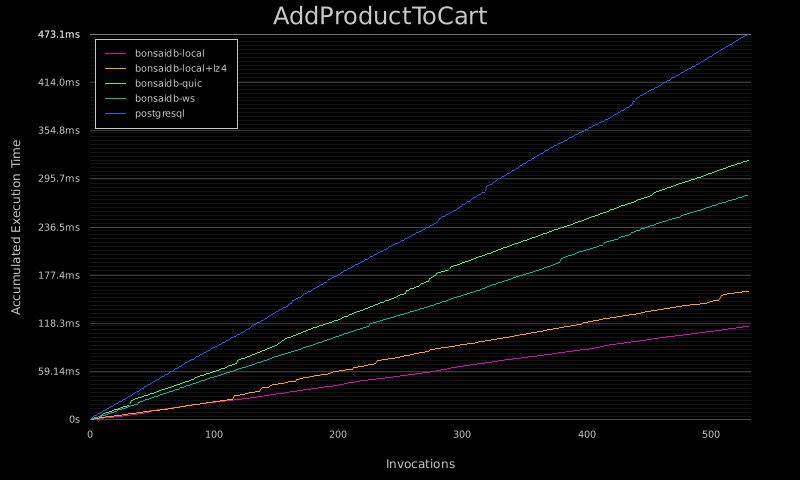 AddProductToCart
473.1ms
414.0ms
354.8ms
295.7ms
236.5ms
177.4ms
118.3ms
59.14ms
0s
bonsaidb-local
bonsaidb-local+lz4
bonsaidb-quic
bonsaidb-ws
postgresql
Accumulated Execution Time
0 100 200 300 400 500
Invocations